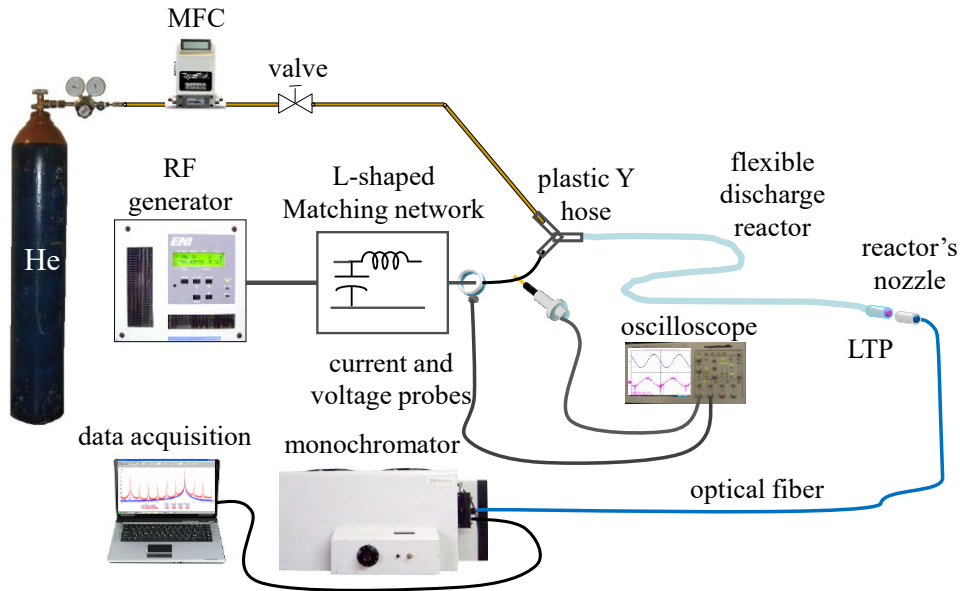 MFC
valve
He
RF
generator
ENI
L-shaped
Matching network
plastic Y
hose
flexible
discharge
reactor
reactor's
nozzle
LTP
oscilloscope
current and
voltage probes
data acquisition
monochromator
optical fiber